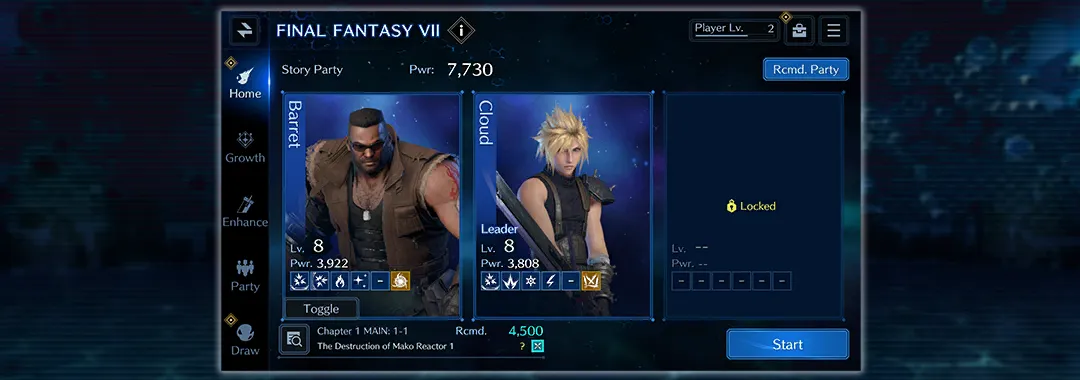 FINAL FANTASY VII
i
Player Lv. 2
Story Party
Pwr: 7,730
Rcmd. Party
Home
Growth
Enhance
Party
Draw
Barret
Lv. 8
Pwr. 3,922
-
Toggle
Cloud
Leader
Lv. 8
Pwr. 3,808
-
Locked
Lv. --
Pwr. --
- - - - - -
Chapter 1 MAIN: 1-1
Rcmd. 4,500
The Destruction of Mako Reactor 1
?
Start